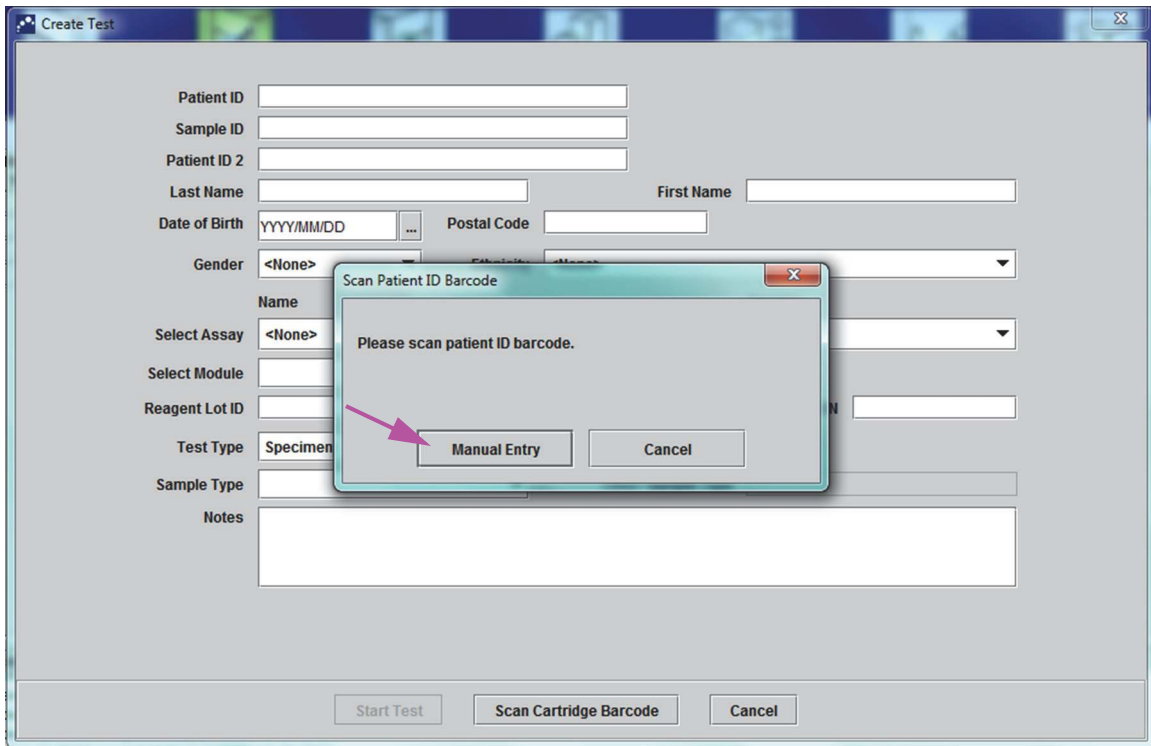 Create Test
Patient ID
Sample ID
Patient ID 2
Last Name First Name
Date of Birth YYYY/MM/DD ... Postal Code
Gender <None>
Scan Patient ID Barcode
Name
Select Assay <None>
Please scan patient ID barcode.
Select Module
Reagent Lot ID
Test Type Specimen
Manual Entry Cancel
Sample Type
Notes
Start Test Scan Cartridge Barcode Cancel